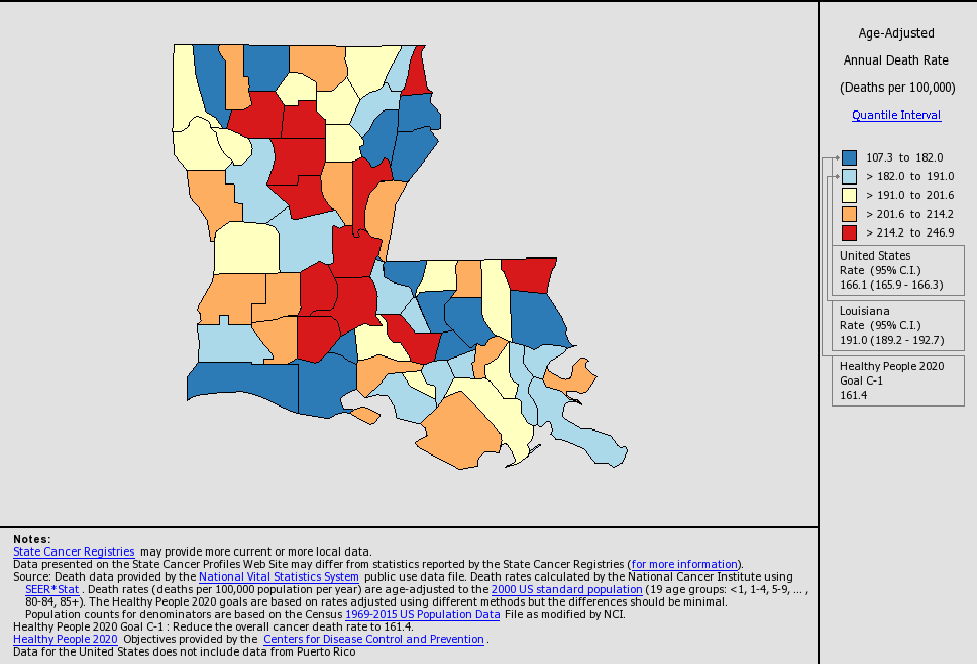 Age-Adjusted
Annual Death Rate
(Deaths per 100,000)
Quantile Interval
107.3 to 182.0
> 182.0 to 191.0
> 191.0 to 201.6
> 201.6 to 214.2
> 214.2 to 246.9
United States
Rate (95% C.I.)
166.1 (165.9 - 166.3)
Louisiana
Rate (95% C.I.)
191.0 (189.2 - 192.7)
Healthy People 2020
Goal C-1
161.4
Notes:
State Cancer Registries may provide more current or more local data.
Data presented on the State Cancer Profiles Web Site may differ from statistics reported by the State Cancer Registries (for more information).
Source: Death data provided by the National Vital Statistics System public use data file. Death rates calculated by the National Cancer Institute using
SEER*Stat. Death rates (deaths per 100,000 population per year) are age-adjusted to the 2000 US standard population (19 age groups: <1, 1-4, 5-9, ... ,
80-84, 85+). The Healthy People 2020 goals are based on rates adjusted using different methods but the differences should be minimal.
Population counts for denominators are based on the Census 1969-2015 US Population Data File as modified by NCI.
Healthy People 2020 Goal C-1 : Reduce the overall cancer death rate to 161.4.
Healthy People 2020 Objectives provided by the Centers for Disease Control and Prevention.
Data for the United States does not include data from Puerto Rico